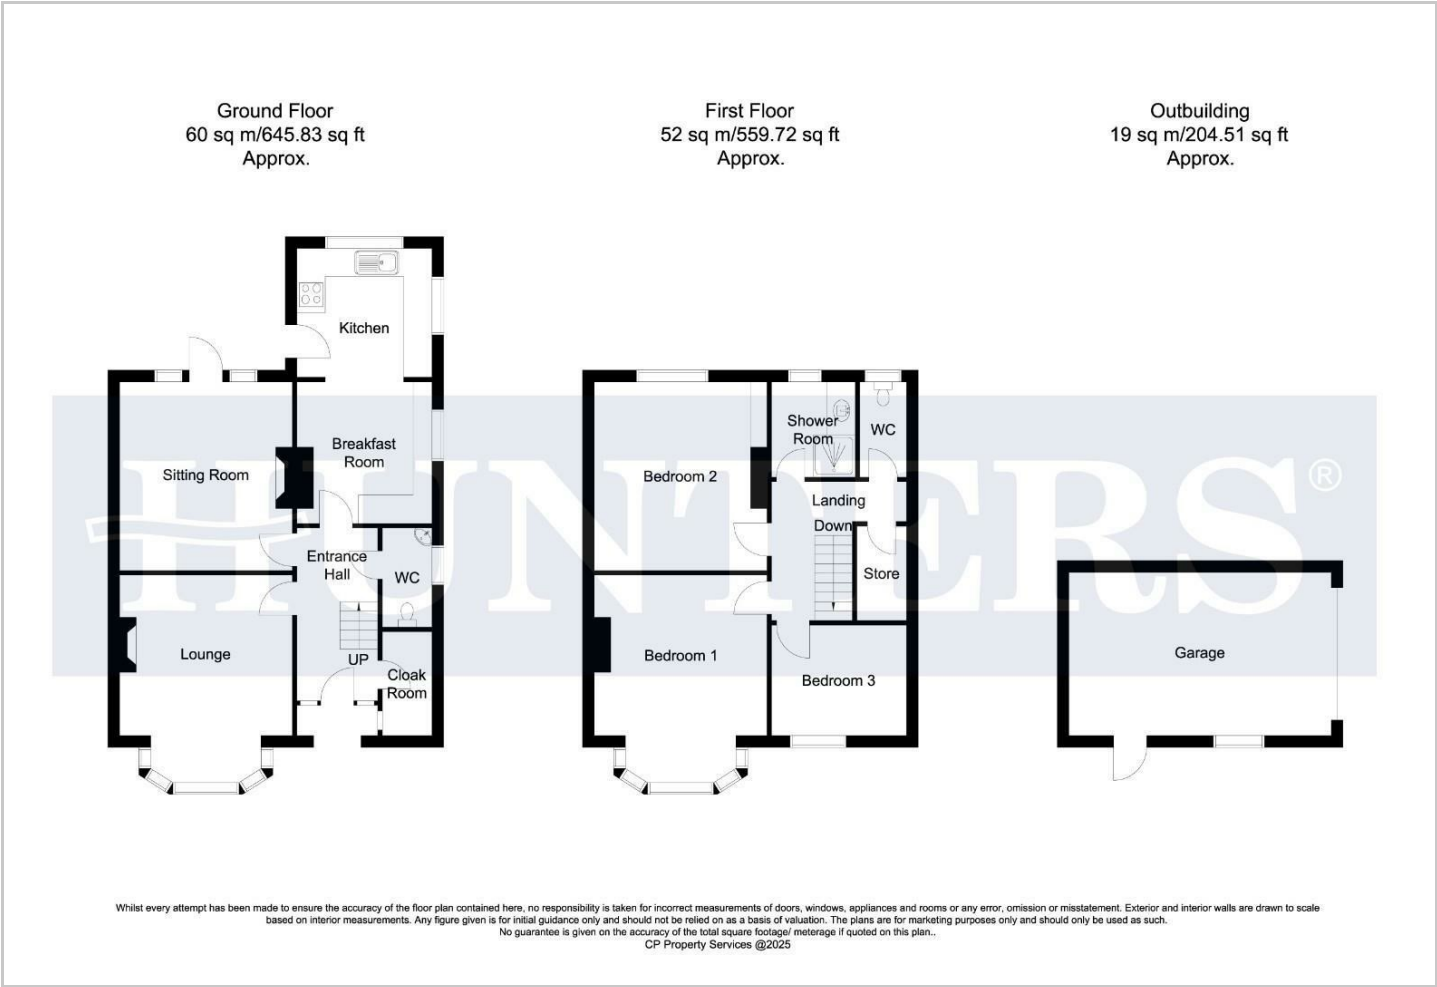 Ground Floor
60 sq m/645.83 sq ft
Approx.
First Floor
52 sq m/559.72 sq ft
Approx.
Outbuilding
19 sq m/204.51 sq ft
Approx.
Kitchen
Breakfast
Room
Sitting Room
Entrance
Hall
WC
Lounge
UP
Cloak
Room
Shower
Room
WC
Bedroom 2
Landing
Down
Store
Bedroom 1
Bedroom 3
Garage
HUNTERS®
Whilst every attempt has been made to ensure the accuracy of the floor plan contained here, no responsibility is taken for incorrect measurements of doors, windows, appliances and rooms or any error, omission or misstatement. Exterior and interior walls are drawn to scale
based on interior measurements. Any figure given is for initial guidance only and should not be relied on as a basis of valuation. The plans are for marketing purposes only and should only be used as such.
No guarantee is given on the accuracy of the total square footage/ meterage if quoted on this plan..
CP Property Services @2025